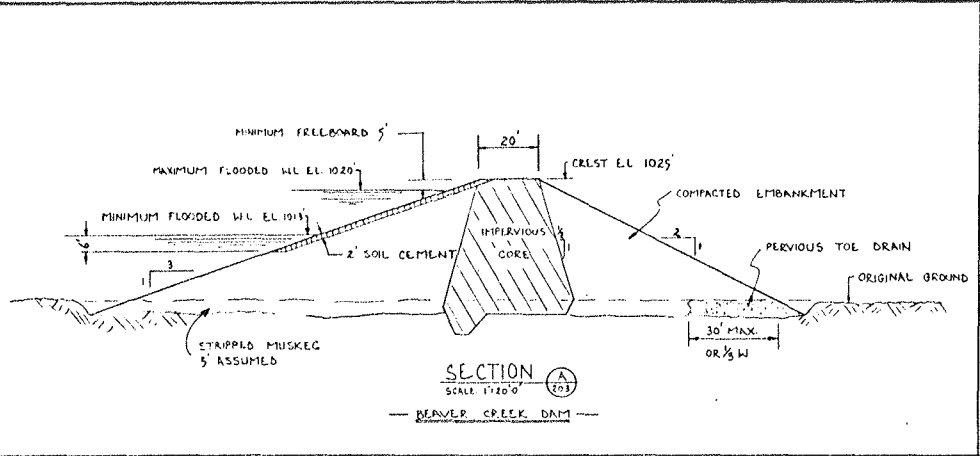 MINIMUM FREEBOARD 5'
20'
CREST EL 1025'
MAXIMUM FLOODED W.L EL. 1020'
COMPACTED EMBANKMENT
MINIMUM FLOODED W.L EL. 1013'
6'
IMPERVIOUS
CORE
1
2
1
2' SOIL CEMENT
PERVIOUS TOE DRAIN
3
1
ORIGINAL GROUND
STRIPPED MUSKEG
ASSUMED
30' MAX.
OR 1/3 W
SECTION
A
203
SCALE 1"=20'-0"
BEAVER CREEK DAM